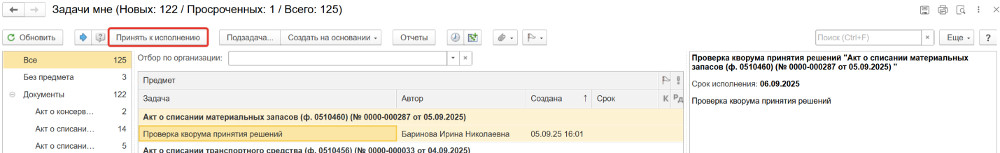 Задачи мне (Новых: 122 / Просроченных: 1 / Всего: 125)
Обновить Принять к исполнению Подзадача... Создать на основании Отчеты Поиск (Ctrl+F) × Еще ?
Все 125
Без предмета 3
Документы 122
Акт о консерв... 2
Акт о списани... 14
Акт о списани... 5
Отбор по организации:
Предмет
Задача Автор Создана ↑ Срок К Рд
Акт о списании материальных запасов (ф. 0510460) (№ 0000-000287 от 05.09.2025)
Проверка кворума принятия решений Баринова Ирина Николаевна 05.09.25 16:01
Акт о списании транспортного средства (ф. 0510456) (№ 0000-000033 от 04.09.2025)
Проверка кворума принятия решений "Акт о списании материальных
запасов (ф. 0510460) (№ 0000-000287 от 05.09.2025) "
Срок исполнения: 06.09.2025
Проверка кворума принятия решений